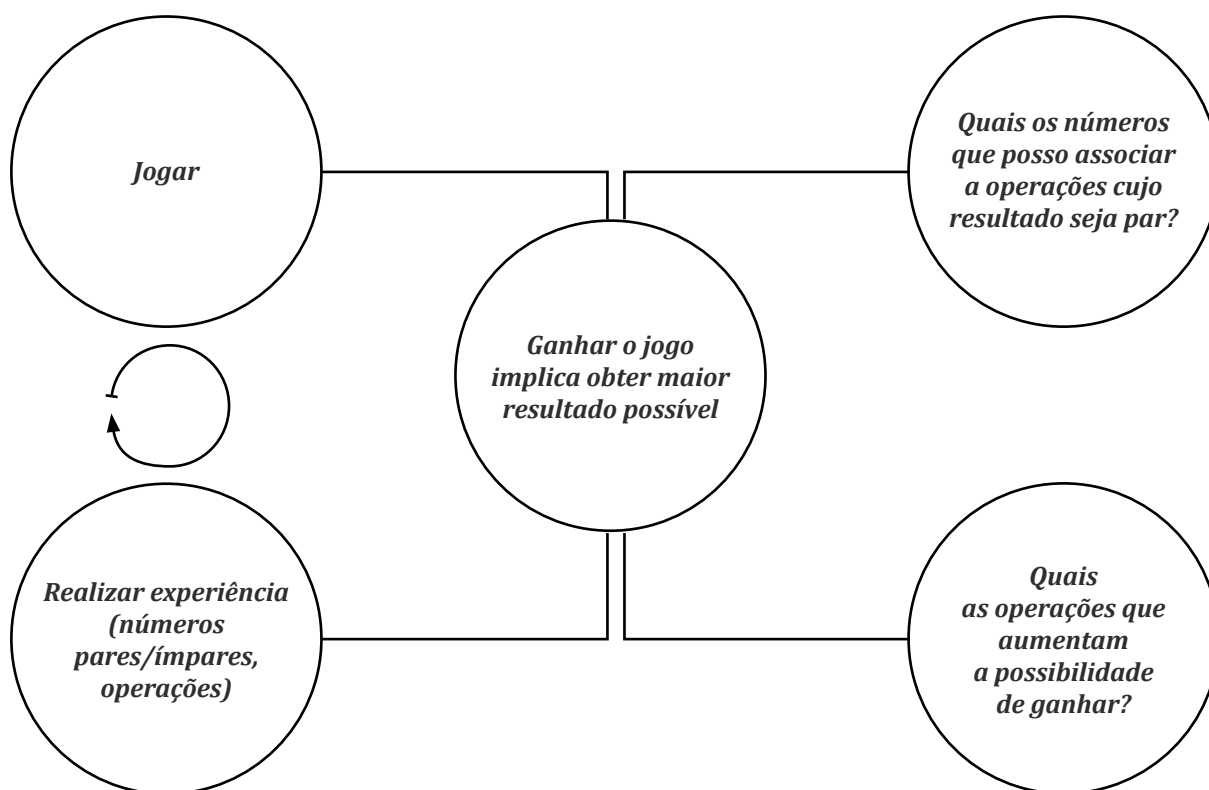 Jogar
Quais os números
que posso associar
a operações cujo
resultado seja par?
Ganhar o jogo
implica obter maior
resultado possível
Realizar experiência
(números
pares/ímpares,
operações)
Quais
as operações que
aumentam
a possibilidade
de ganhar?